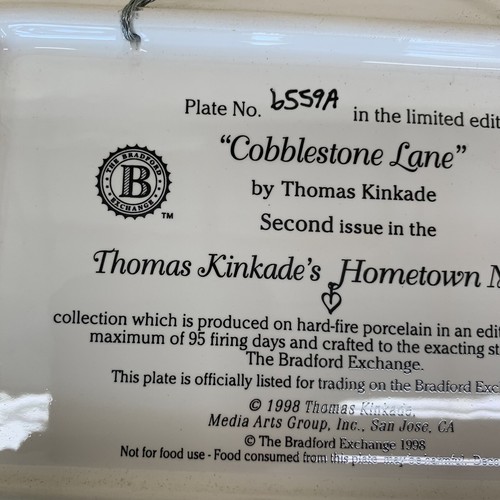 Plate No. 6559A in the limited edit
"Cobblestone Lane"
by Thomas Kinkade
Second issue in the
Thomas Kinkade's Hometown
THE BRADFORD
B
EXCHANGE
TM
collection which is produced on hard-fire porcelain in an edit
maximum of 95 firing days and crafted to the exacting st
The Bradford Exchange.
This plate is officially listed for trading on the Bradford Exc
© 1998 Thomas Kinkade,
Media Arts Group, Inc., San Jose, CA
© The Bradford Exchange 1998
Not for food use - Food consumed from this plate may be harmful. Deco